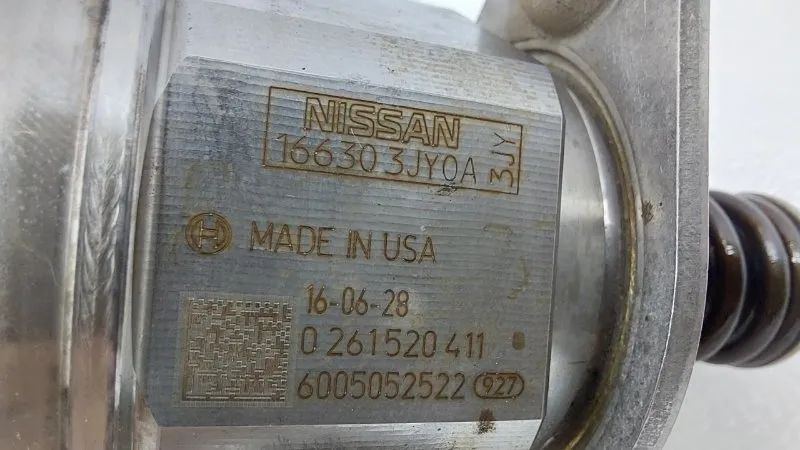 NISSAN
16630 3JY0A
3JY
MADE IN USA
16-06-28
0 261 520 411
6005052522 927